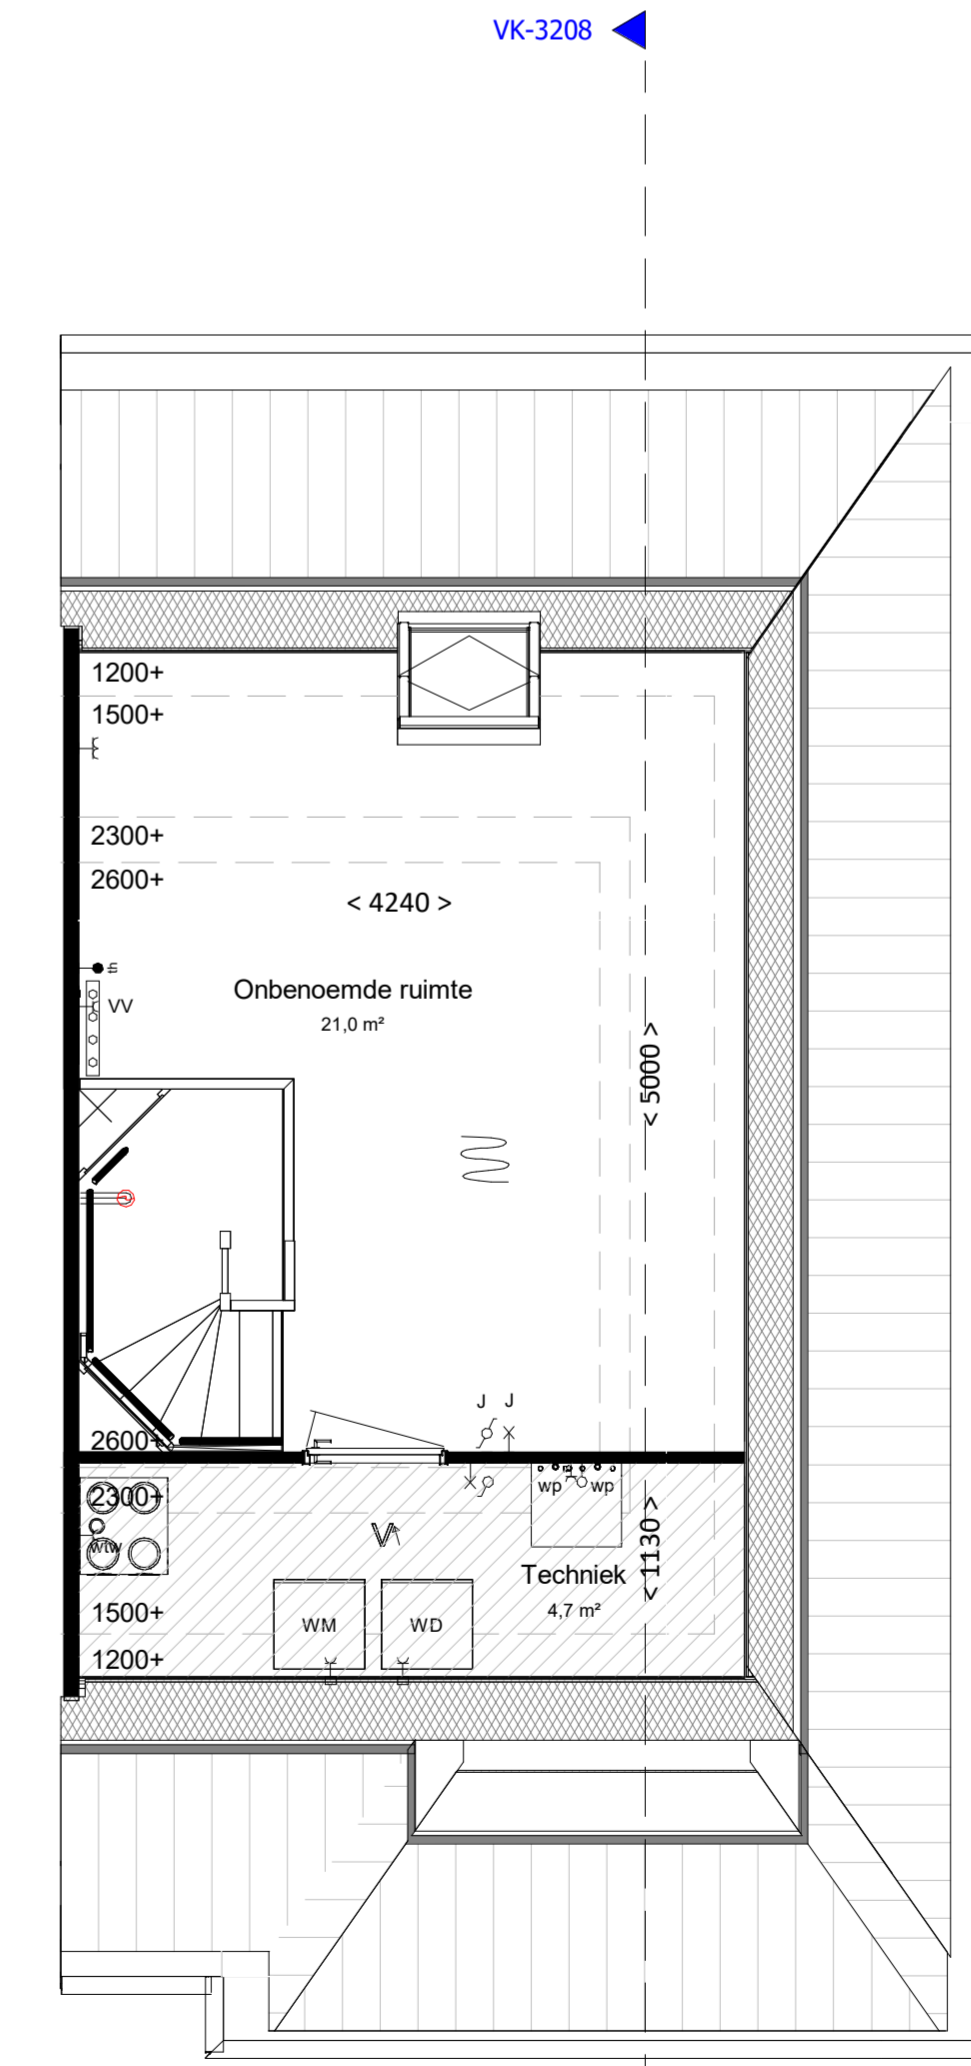 VK-3208
1200+
1500+
2300+
2600+
< 4240 >
th
Onbenoemde ruimte
VV
21,0 m²
< 5000 >
J J
2600+
2300+
wp wp
wtw
< 1130 >
Techniek
1500+
4,7 m²
WM
WD
1200+